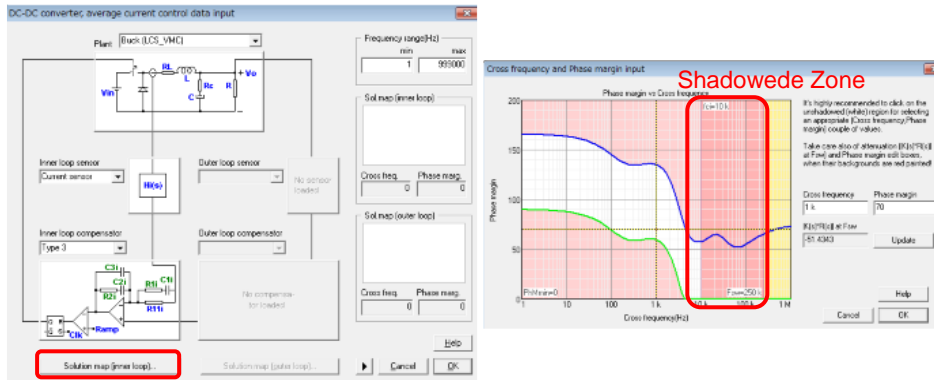 DC-DC converter, average current control data input
Plant Buck (LCS_VMC)
Vin
RL
L
+ Vo
Rc
R
C
Frequency range(Hz)
min max
1 999000
Sol.map (inner loop)
Cross freq. Phase marg.
0 0
Sol.map (outer loop)
Cross freq. Phase marg.
0 0
Inner loop sensor
Current sensor
Hi(s)
Outer loop sensor
No sensor
loaded
Inner loop compensator
Type 3
Outer loop compensator
No compensa-
tor loaded
C3i
C2i
R2i
R1i
C1i
R11i
Clk
Ramp
Solution map (inner loop)...
Solution map (outer loop)...
Help
Cancel
OK
Cross frequency and Phase margin input
Shadowede Zone
Phase margin vs Cross frequency
Phase margin
200
150
100
50
0
fci=10 k
PhMmin=0
Fsw=250 k
1 10 100 1 k 10 k 100 k 1 M
Cross frequency(Hz)
It's highly recommended to click on the
unshadowed (white) region for selecting
an appropriate (Cross frequency,Phase
margin) couple of values.
Take care also of attenuation (K(s)*R(s)|
at Fsw) and Phase margin edit boxes,
when their backgrounds are red painted!
Cross frequency Phase margin
1 k 70
K(s)*R(s)| at Fsw
-51.4343
Update
Help
Cancel
OK